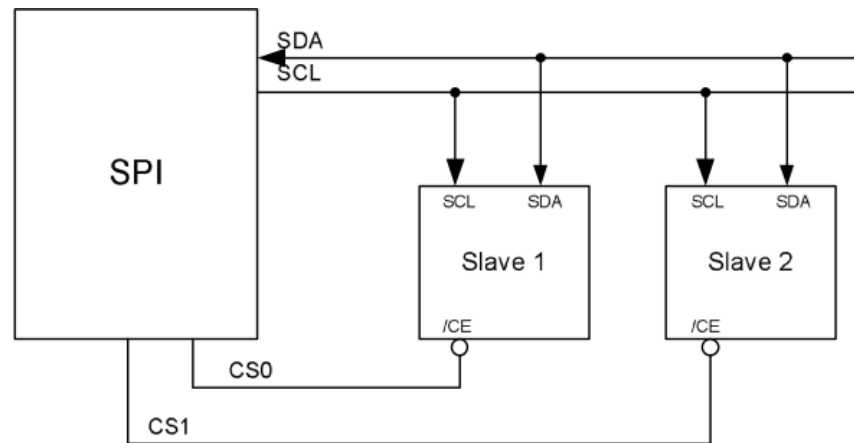 SDA
SCL
SPI
SCL SDA
SCL SDA
Slave 1
Slave 2
/CE
/CE
CS0
CS1